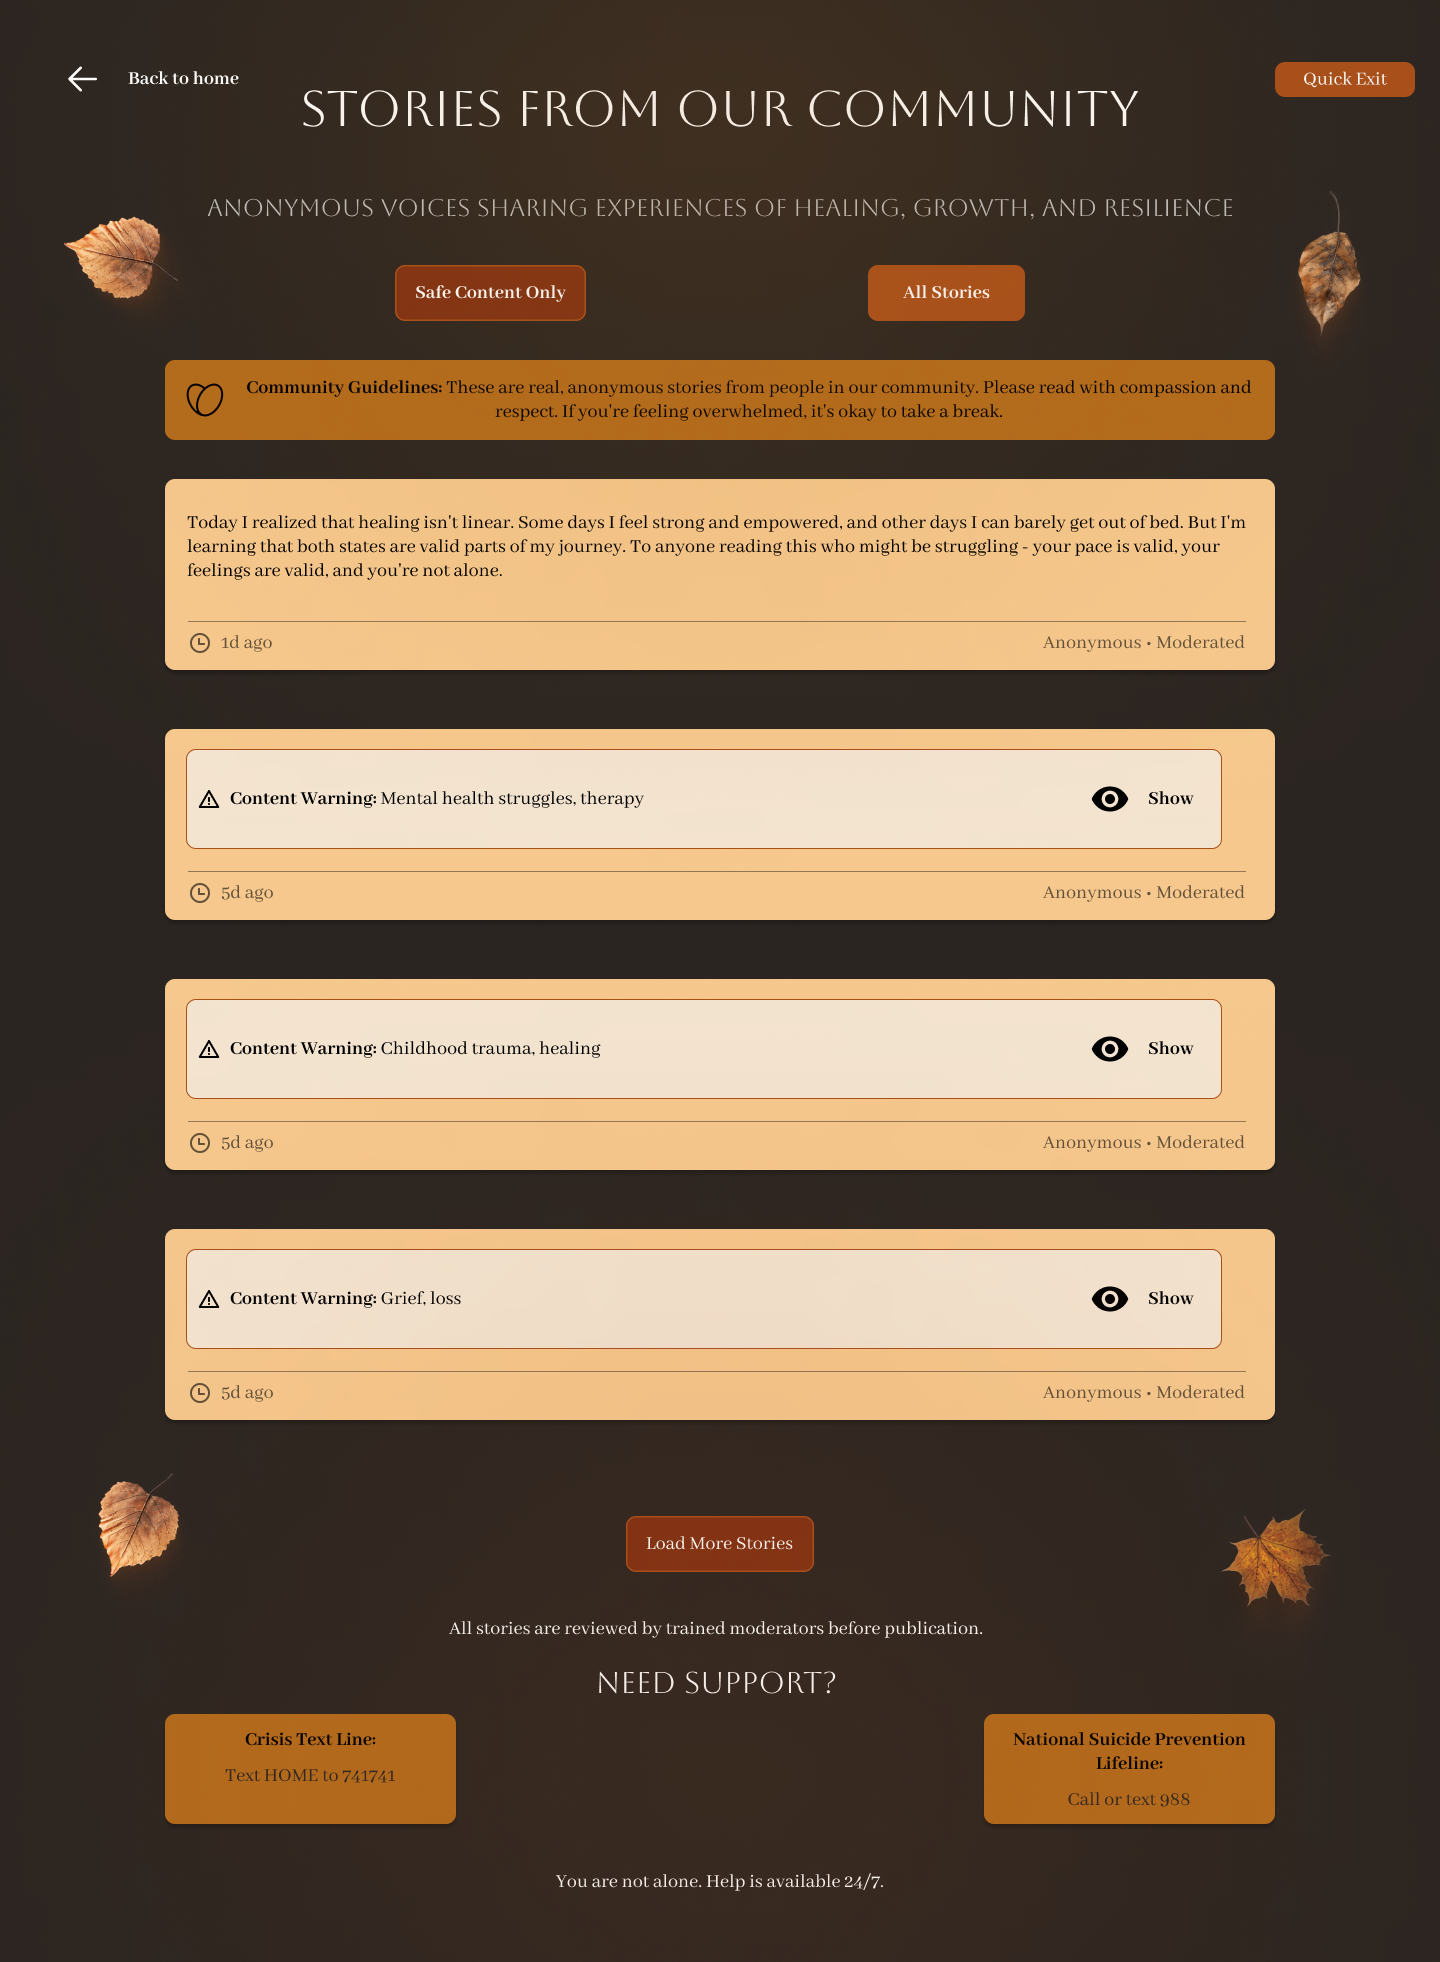 Back to home
Quick Exit
STORIES FROM OUR COMMUNITY
ANONYMOUS VOICES SHARING EXPERIENCES OF HEALING, GROWTH, AND RESILIENCE
Safe Content Only
All Stories
Community Guidelines: These are real, anonymous stories from people in our community. Please read with compassion and
respect. If you're feeling overwhelmed, it's okay to take a break.
Today I realized that healing isn't linear. Some days I feel strong and empowered, and other days I can barely get out of bed. But I'm
learning that both states are valid parts of my journey. To anyone reading this who might be struggling - your pace is valid, your
feelings are valid, and you're not alone.
1d ago
Anonymous • Moderated
Content Warning: Mental health struggles, therapy
Show
5d ago
Anonymous • Moderated
Content Warning: Childhood trauma, healing
Show
5d ago
Anonymous • Moderated
Content Warning: Grief, loss
Show
5d ago
Anonymous • Moderated
Load More Stories
All stories are reviewed by trained moderators before publication.
NEED SUPPORT?
Crisis Text Line:
Text HOME to 741741
National Suicide Prevention
Lifeline:
Call or text 988
You are not alone. Help is available 24/7.